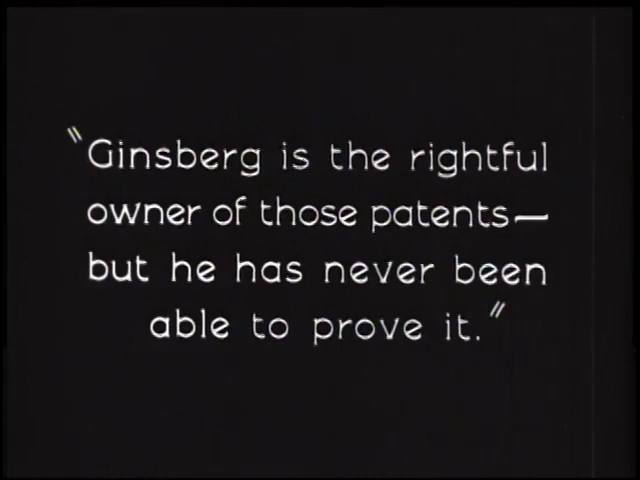 "Ginsberg is the rightful
owner of those patents—
but he has never been
able to prove it."